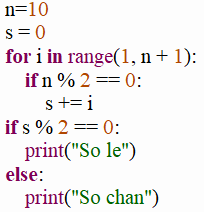 n=10
s = 0
for i in range(1, n + 1):
    if n % 2 == 0:
        s += i
if s % 2 == 0:
    print("So le")
else:
    print("So chan")